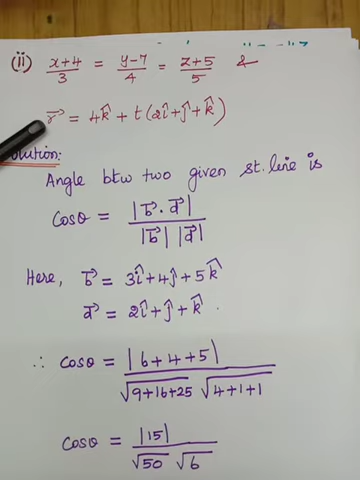 (ii) x+4/3 = y-7/4 = z+5/5 &
r⃗ = 4k̂ + t(2î+ĵ+k̂)
Solution:
Angle btw two given st. line is
Cosθ = |b⃗ · d⃗| / |b⃗| |d⃗|
Here, b⃗ = 3î+4ĵ+5k̂
d⃗ = 2î+ĵ+k̂ .
∴ Cosθ = |6+4+5| / √9+16+25 √4+1+1
Cosθ = |15| / √50 √6